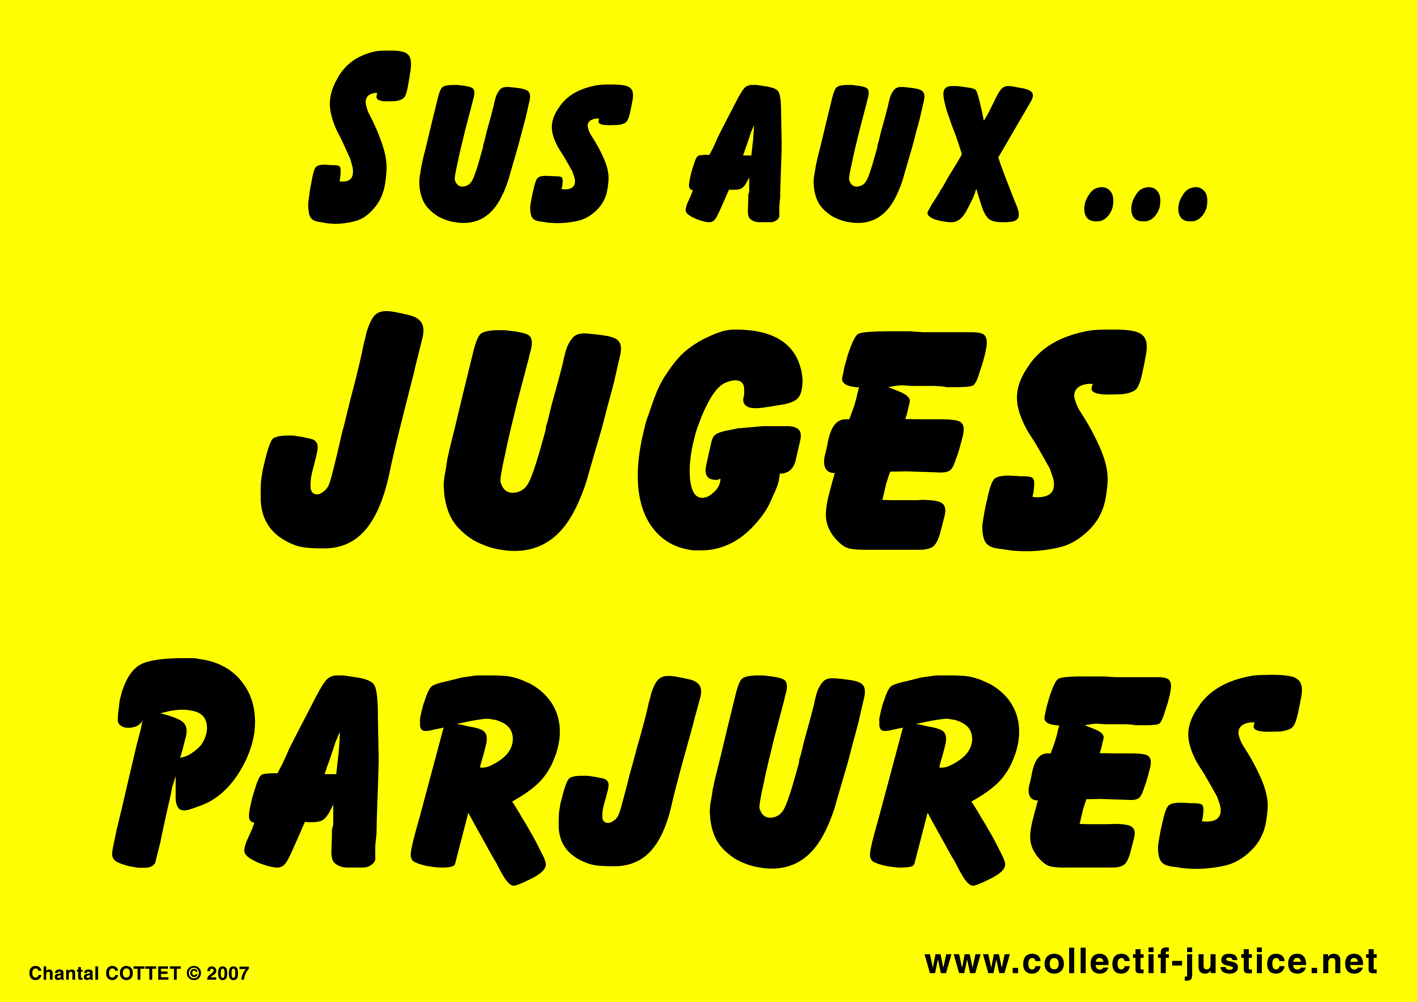 SUS AUX ...
JUGES
PARJURES
Chantal COTTET © 2007
www.collectif-justice.net